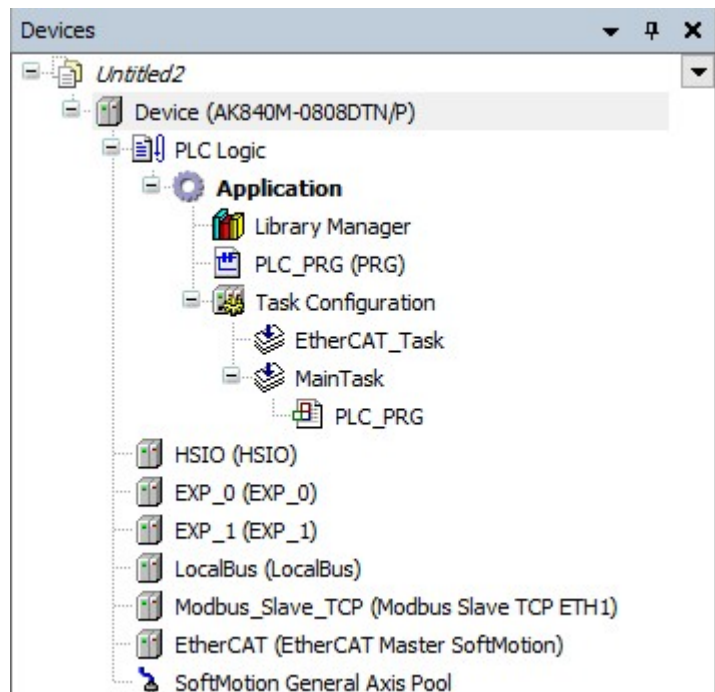 Devices
Untitled2
Device (AK840M-0808DTN/P)
PLC Logic
Application
Library Manager
PLC_PRG (PRG)
Task Configuration
EtherCAT_Task
MainTask
PLC_PRG
HSIO (HSIO)
EXP_0 (EXP_0)
EXP_1 (EXP_1)
LocalBus (LocalBus)
Modbus_Slave_TCP (Modbus Slave TCP ETH1)
EtherCAT (EtherCAT Master SoftMotion)
SoftMotion General Axis Pool